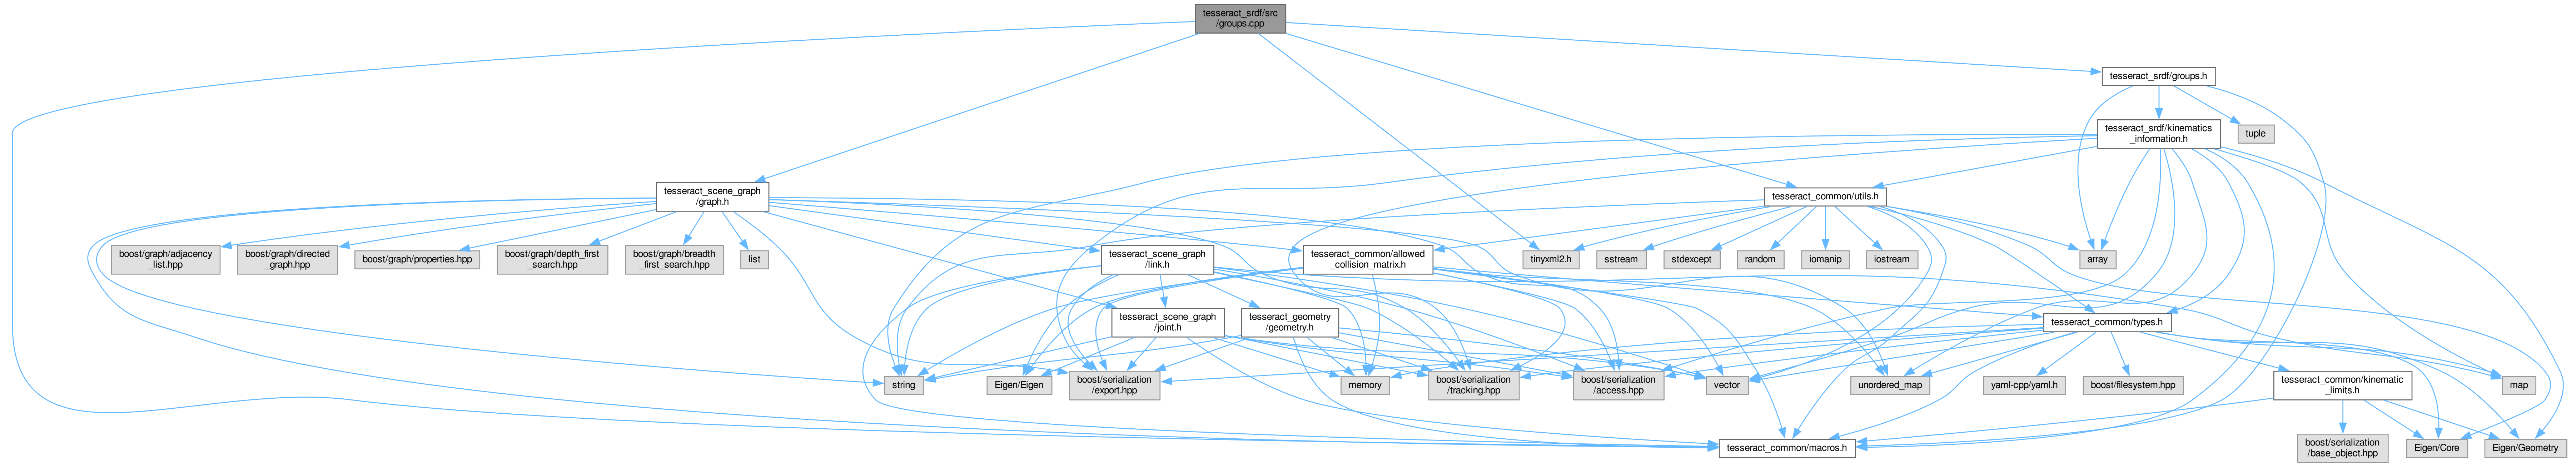 tesseract_srdf/src
/groups.cpp
tesseract_srdf/groups.h
tesseract_srdf/kinematics
_information.h
tuple
tesseract_scene_graph
/graph.h
tesseract_common/utils.h
boost/graph/adjacency
_list.hpp
boost/graph/directed
_graph.hpp
boost/graph/properties.hpp
boost/graph/depth_first
_search.hpp
boost/graph/breadth
_first_search.hpp
list
tesseract_scene_graph
/link.h
tesseract_common/allowed
_collision_matrix.h
tinyxml2.h
sstream
stdexcept
random
iomanip
iostream
array
tesseract_scene_graph
/joint.h
tesseract_geometry
/geometry.h
tesseract_common/types.h
string
Eigen/Eigen
boost/serialization
/export.hpp
memory
boost/serialization
/tracking.hpp
boost/serialization
/access.hpp
vector
unordered_map
yaml-cpp/yaml.h
boost/filesystem.hpp
tesseract_common/kinematic
_limits.h
map
tesseract_common/macros.h
boost/serialization
/base_object.hpp
Eigen/Core
Eigen/Geometry